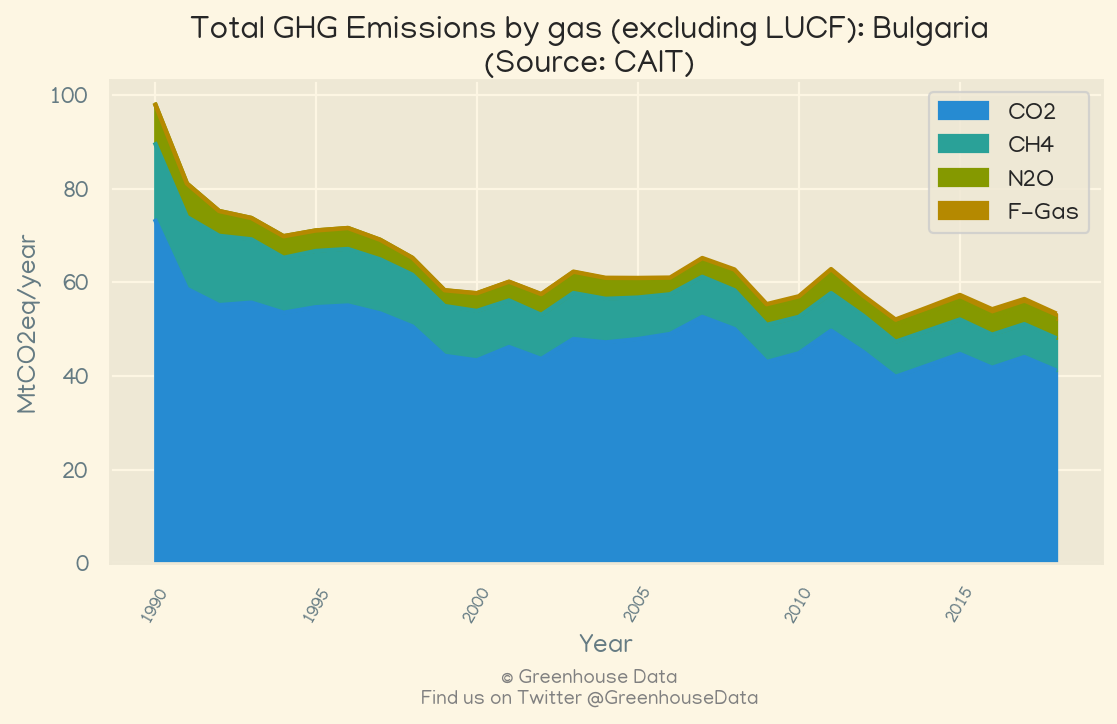 Total GHG Emissions by gas (excluding LUCF): Bulgaria
(Source: CAIT)
CO2
CH4
N2O
F-Gas
MtCO2eq/year
100
80
60
40
20
0
1990
1995
2000
2005
2010
2015
Year
© Greenhouse Data
Find us on Twitter @GreenhouseData